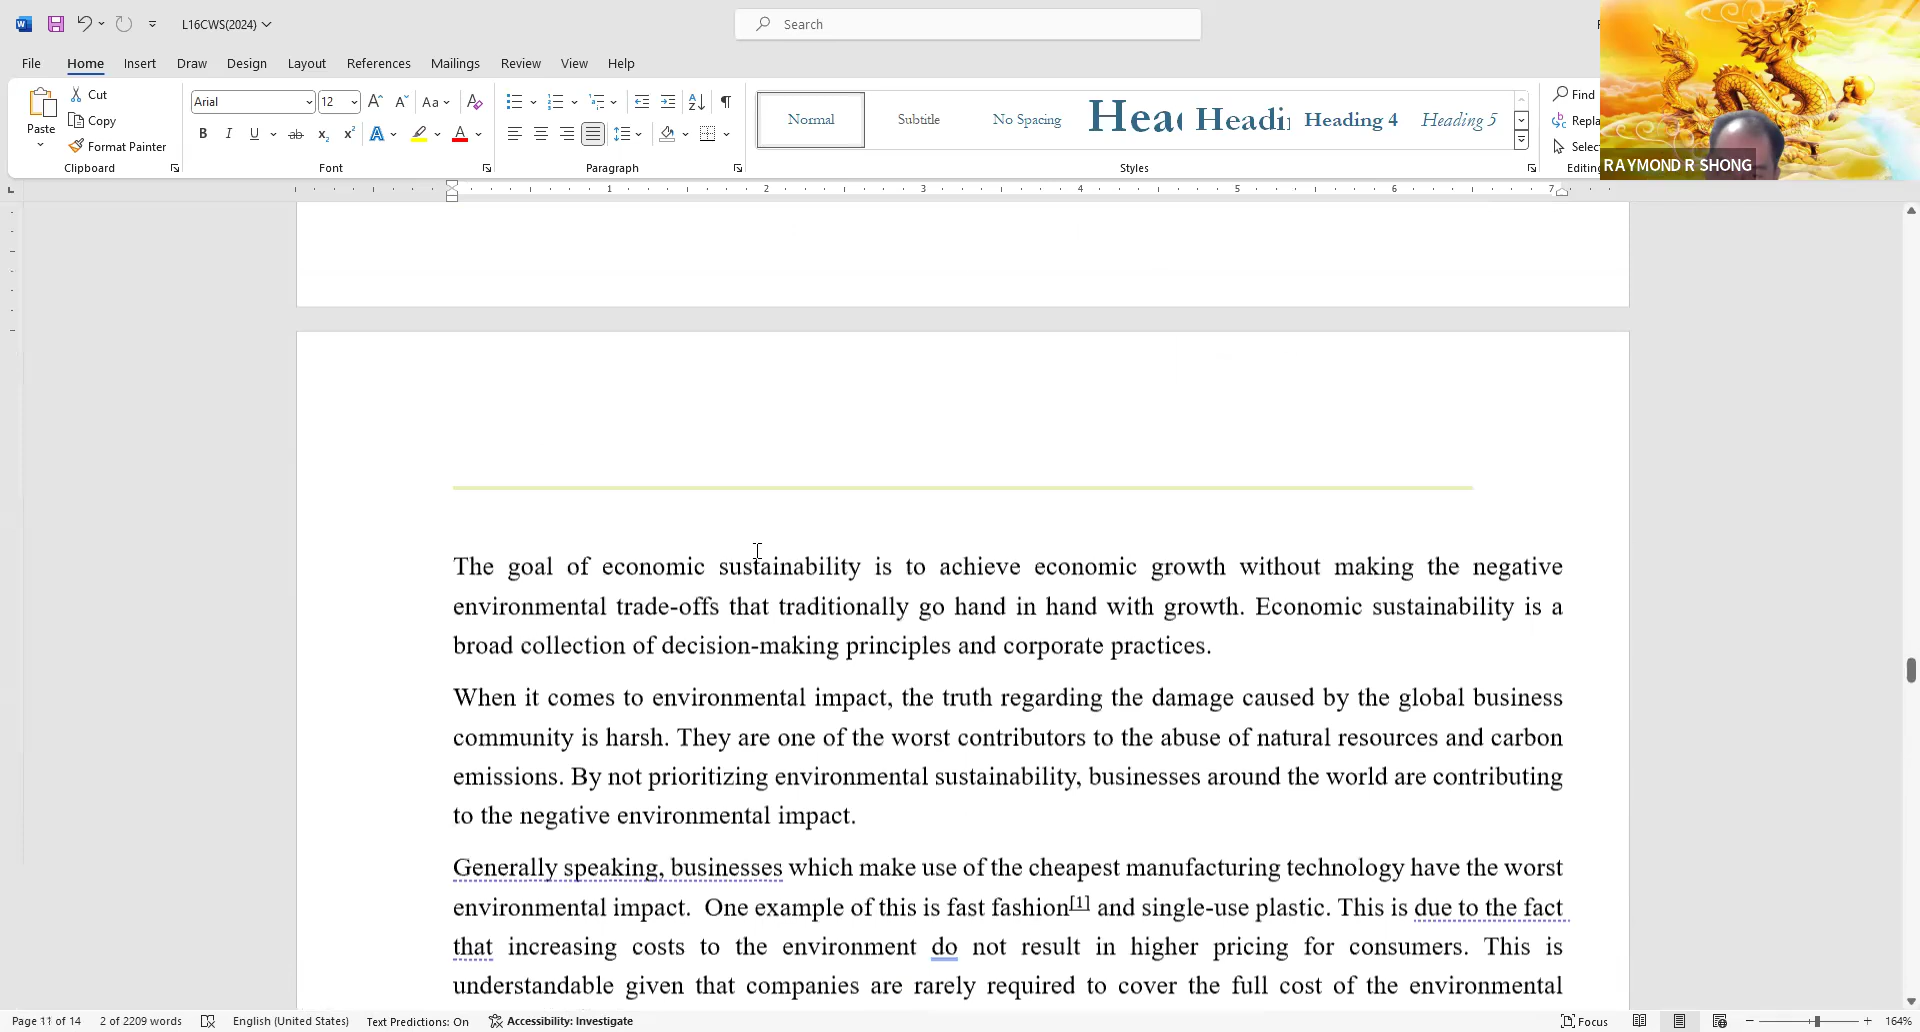 L16CWS(2024)
Search
File Home Insert Draw Design Layout References Mailings Review View Help
Paste
Cut
Copy
Format Painter
Clipboard
Arial 12
Font
Paragraph
Normal Subtitle No Spacing Heading 4 Heading 5
Styles
Find
Editing
RAYMOND R SHONG
1 2 3 4 5 6 7
The goal of economic sustainability is to achieve economic growth without making the negative
environmental trade-offs that traditionally go hand in hand with growth. Economic sustainability is a
broad collection of decision-making principles and corporate practices.
When it comes to environmental impact, the truth regarding the damage caused by the global business
community is harsh. They are one of the worst contributors to the abuse of natural resources and carbon
emissions. By not prioritizing environmental sustainability, businesses around the world are contributing
to the negative environmental impact.
Generally speaking, businesses which make use of the cheapest manufacturing technology have the worst
environmental impact. One example of this is fast fashion[1] and single-use plastic. This is due to the fact
that increasing costs to the environment do not result in higher pricing for consumers. This is
understandable given that companies are rarely required to cover the full cost of the environmental
Page 11 of 14 2 of 2209 words English (United States) Text Predictions: On Accessibility: Investigate Focus 164%